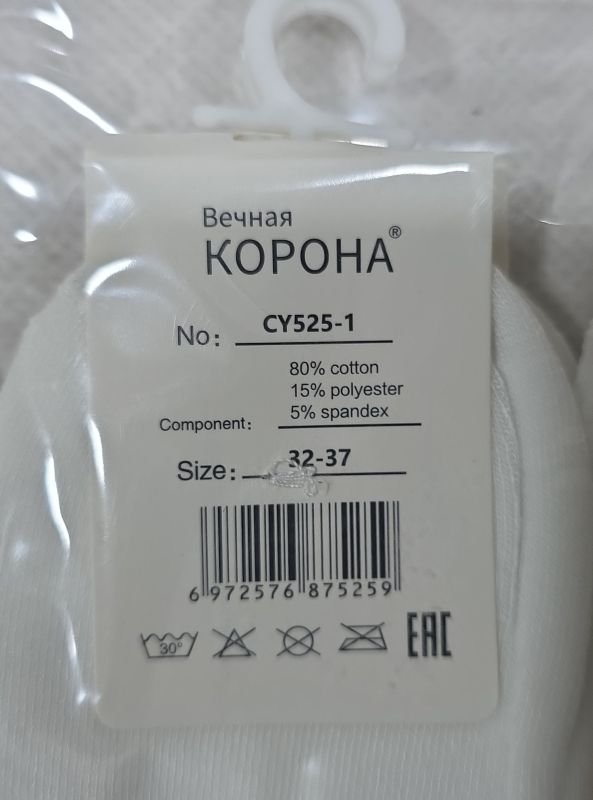 Вечная
КОРОНА®
No: CY525-1
80% cotton
15% polyester
5% spandex
Component:
Size: 32-37
6 972576 875259
30° EAC